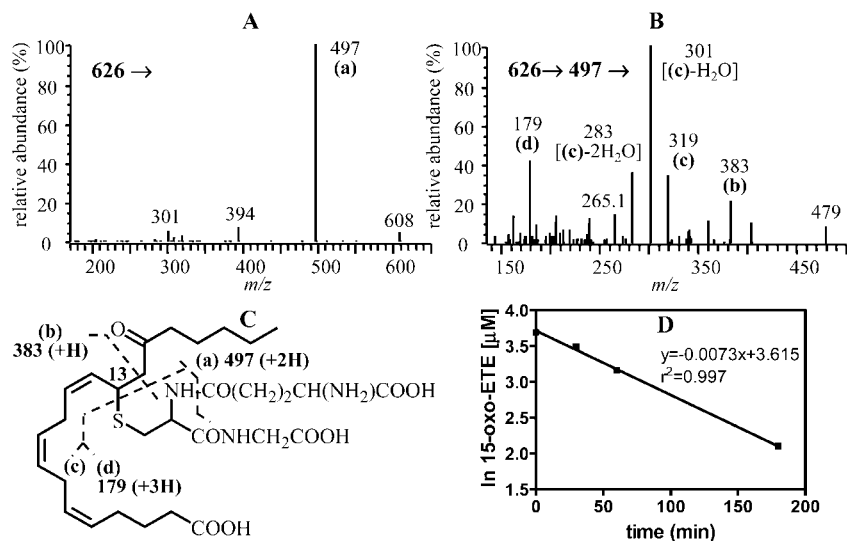 A
relative abundance (%)
100
80
60
40
20
0
626 →
497
(a)
301
394
608
200 300 400 500 600
m/z
B
relative abundance (%)
100
80
60
40
20
0
626→ 497 →
301
[(c)-H₂O]
179
(d)
283
[(c)-2H₂O]
319
(c)
383
(b)
265.1
479
150 250 350 450
m/z
C
(b)
383 (+H)
O
(a) 497 (+2H)
13
NHCO(CH₂)₂CH(NH₂)COOH
S
CONHCH₂COOH
(c) (d)
179 (+3H)
COOH
D
ln 15-oxo-ETE [µM]
4.0
3.5
3.0
2.5
2.0
1.5
y=-0.0073x+3.615
r²=0.997
0 50 100 150 200
time (min)